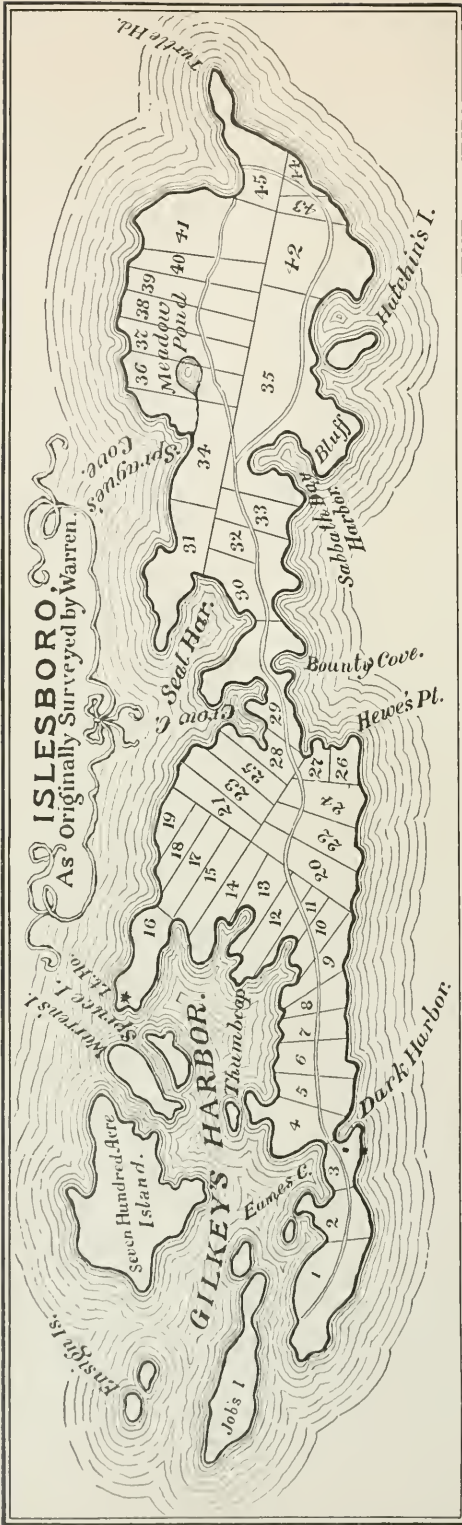 ISLESBORO,
As Originally Surveyed by Warren.
Turtle Hd.
Sprague's
Cove.
Meadow
Pond
Hutchin's I.
Bluff
Sabbath Day
Harbor.
Seal Har.
Crow C.
Bounty Cove.
Hewe's Pt.
Spruce I.
Lt. Ho.
Warren's I.
Seven Hundred Acre
Island.
Thumbcap
GILKEY'S HARBOR.
Eames C.
Dark Harbor.
Ensign Is.
Job's I
1
2
3
4
5
6
7
8
9
10
11
12
13
14
15
16
17
18
19
20
21
22
23
24
25
26
27
28
29
30
31
32
33
34
35
36
37
38
39
40
41
42
43
44
45